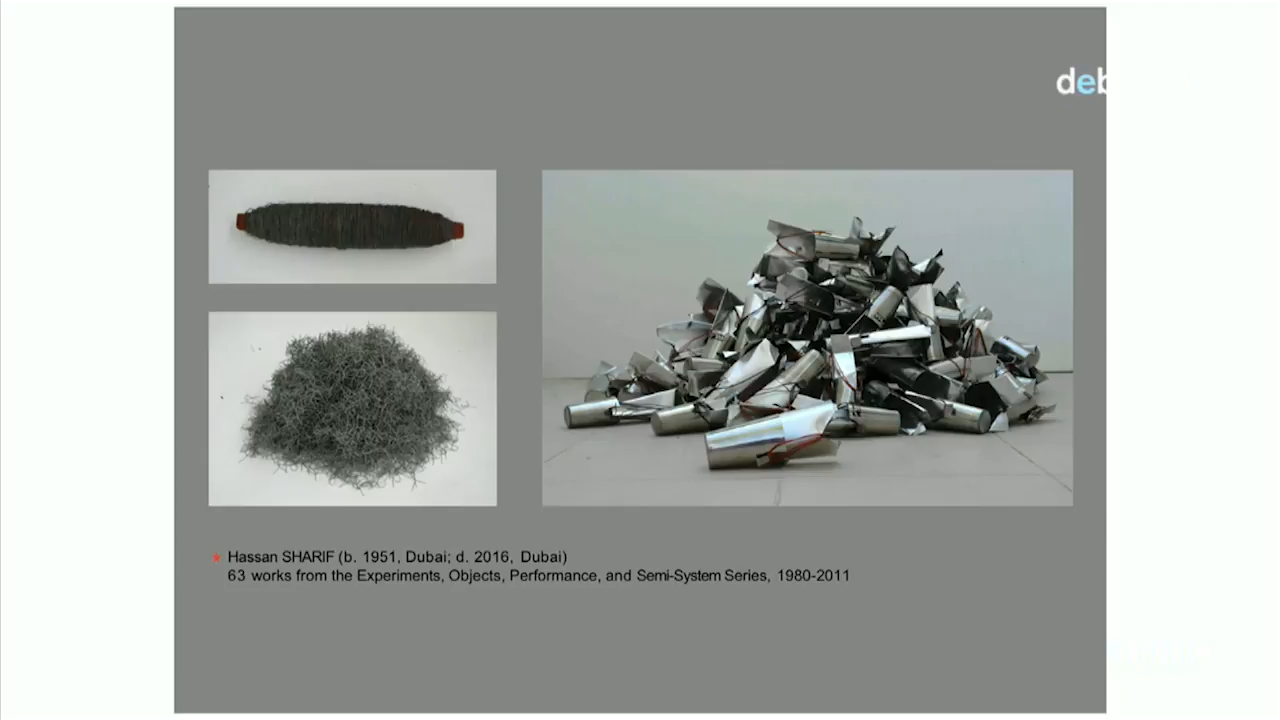 deb
Hassan SHARIF (b. 1951, Dubai; d. 2016, Dubai)
63 works from the Experiments, Objects, Performance, and Semi-System Series, 1980-2011